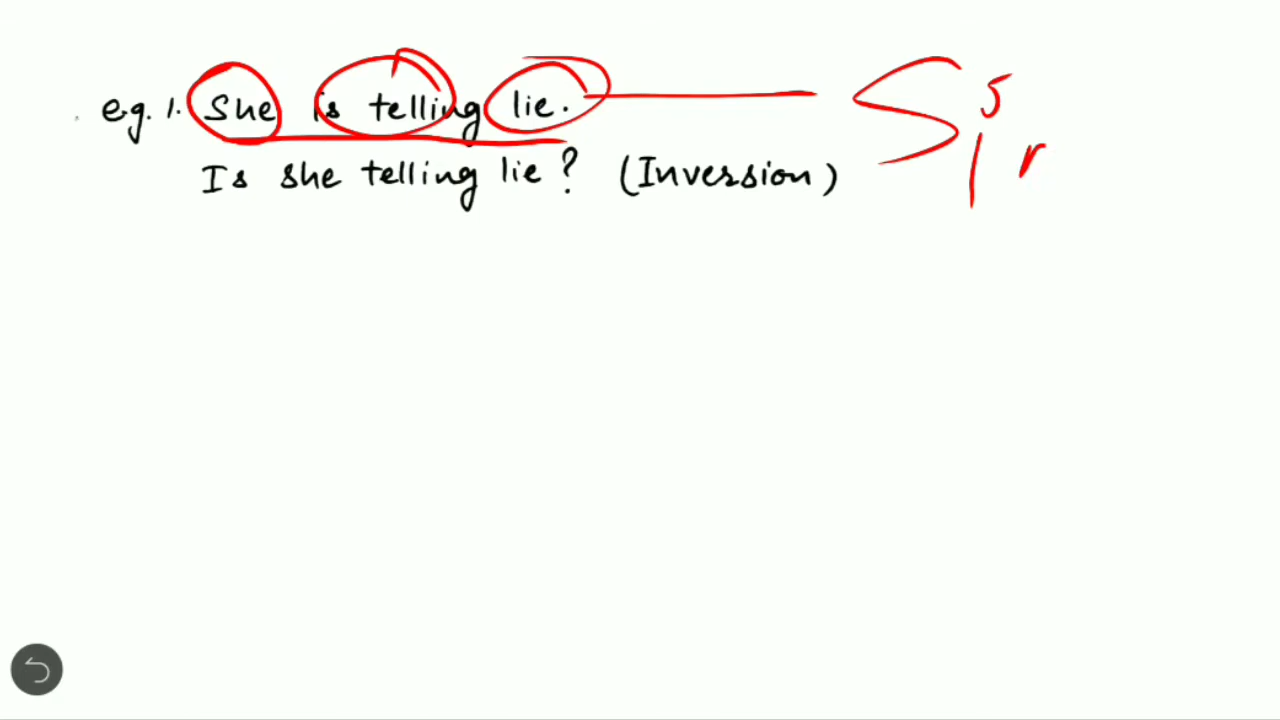 e.g. 1. She is telling lie.
Is she telling lie? (Inversion)